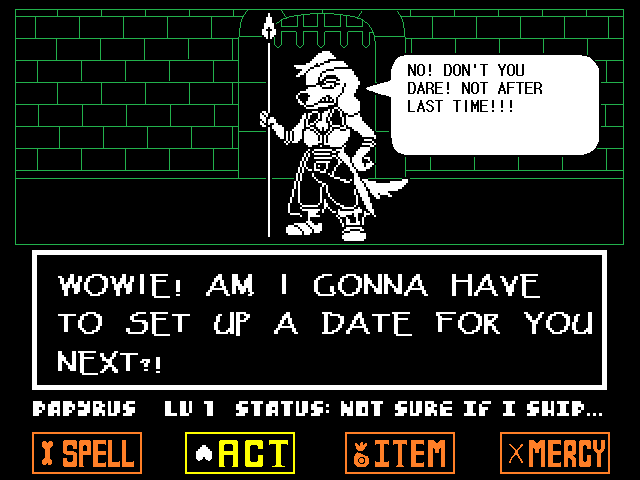 NO! DON'T YOU
DARE! NOT AFTER
LAST TIME!!!
WOWIE! AM I GONNA HAVE
TO SET UP A DATE FOR YOU
NEXT?!
PAPYRUS LV 1 STATUS: NOT SURE IF I SHIP...
SPELL ACT ITEM MERCY